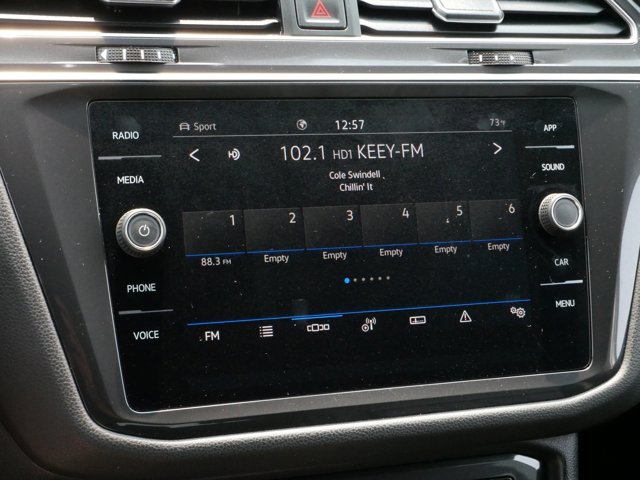 RADIO
MEDIA
PHONE
VOICE
Sport 12:57 73°F
102.1 HD1 KEEY-FM
Cole Swindell
Chillin' It
1 2 3 4 5 6
88.3 FM Empty Empty Empty Empty Empty
FM
APP
SOUND
CAR
MENU